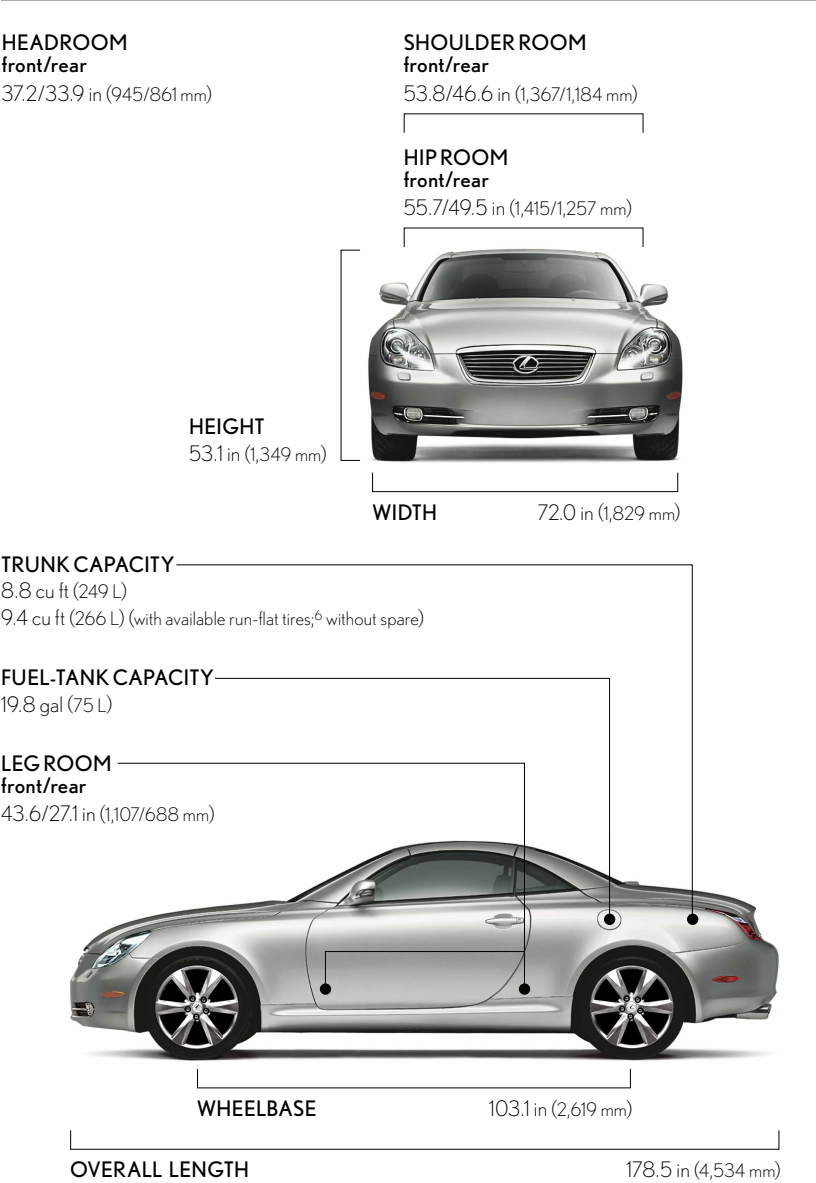 HEADROOM
front/rear
37.2/33.9 in (945/861 mm)
SHOULDER ROOM
front/rear
53.8/46.6 in (1,367/1,184 mm)
HIP ROOM
front/rear
55.7/49.5 in (1,415/1,257 mm)
HEIGHT
53.1 in (1,349 mm)
WIDTH 72.0 in (1,829 mm)
TRUNK CAPACITY
8.8 cu ft (249 L)
9.4 cu ft (266 L) (with available run-flat tires;⁶ without spare)
FUEL-TANK CAPACITY
19.8 gal (75 L)
LEG ROOM
front/rear
43.6/27.1 in (1,107/688 mm)
WHEELBASE 103.1 in (2,619 mm)
OVERALL LENGTH 178.5 in (4,534 mm)